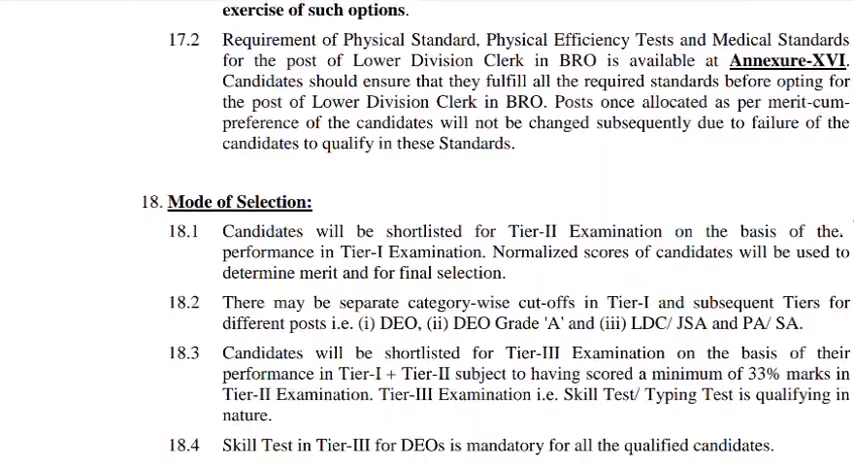 exercise of such options.
17.2 Requirement of Physical Standard, Physical Efficiency Tests and Medical Standards
for the post of Lower Division Clerk in BRO is available at Annexure-XVI.
Candidates should ensure that they fulfill all the required standards before opting for
the post of Lower Division Clerk in BRO. Posts once allocated as per merit-cum-
preference of the candidates will not be changed subsequently due to failure of the
candidates to qualify in these Standards.
18. Mode of Selection:
18.1 Candidates will be shortlisted for Tier-II Examination on the basis of the.
performance in Tier-I Examination. Normalized scores of candidates will be used to
determine merit and for final selection.
18.2 There may be separate category-wise cut-offs in Tier-I and subsequent Tiers for
different posts i.e. (i) DEO, (ii) DEO Grade 'A' and (iii) LDC/ JSA and PA/ SA.
18.3 Candidates will be shortlisted for Tier-III Examination on the basis of their
performance in Tier-I + Tier-II subject to having scored a minimum of 33% marks in
Tier-II Examination. Tier-III Examination i.e. Skill Test/ Typing Test is qualifying in
nature.
18.4 Skill Test in Tier-III for DEOs is mandatory for all the qualified candidates.